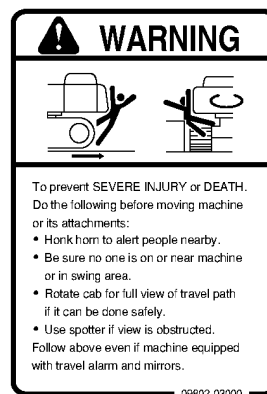 WARNING
To prevent SEVERE INJURY or DEATH.
Do the following before moving machine
or its attachments:
• Honk horn to alert people nearby.
• Be sure no one is on or near machine
or in swing area.
• Rotate cab for full view of travel path
if it can be done safely.
• Use spotter if view is obstructed.
Follow above even if machine equipped
with travel alarm and mirrors.
09802-03000